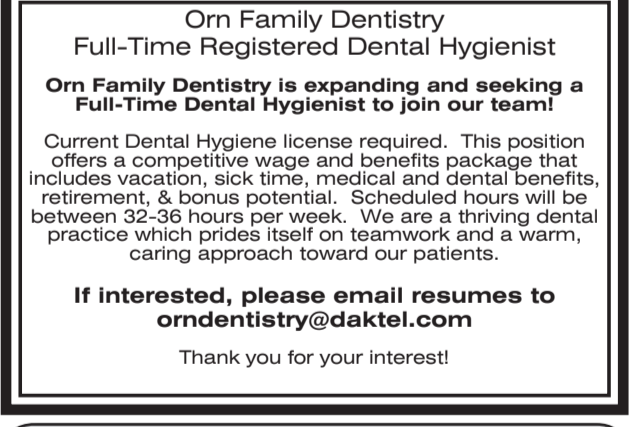 Orn Family Dentistry
Full-Time Registered Dental Hygienist
Orn Family Dentistry is expanding and seeking a
Full-Time Dental Hygienist to join our team!
Current Dental Hygiene license required.  This position
offers a competitive wage and benefits package that
includes vacation, sick time, medical and dental benefits,
retirement, & bonus potential.  Scheduled hours will be
between 32-36 hours per week.  We are a thriving dental
practice which prides itself on teamwork and a warm,
caring approach toward our patients.
If interested, please email resumes to
orndentistry@daktel.com
Thank you for your interest!